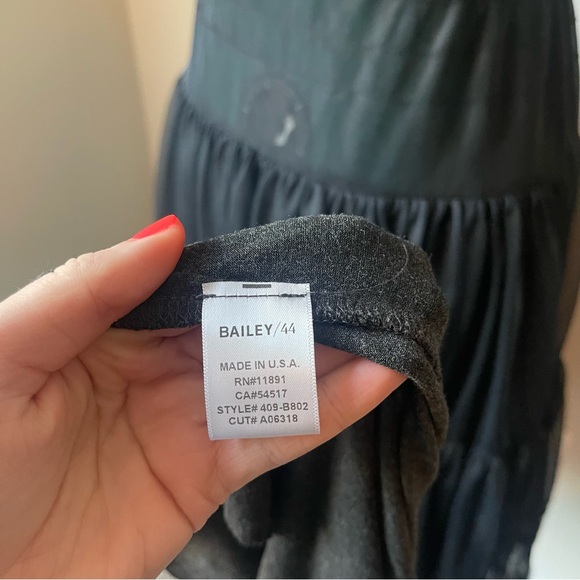 BAILEY/44
MADE IN U.S.A.
RN#11891
CA#54517
STYLE# 409-B802
CUT# A06318